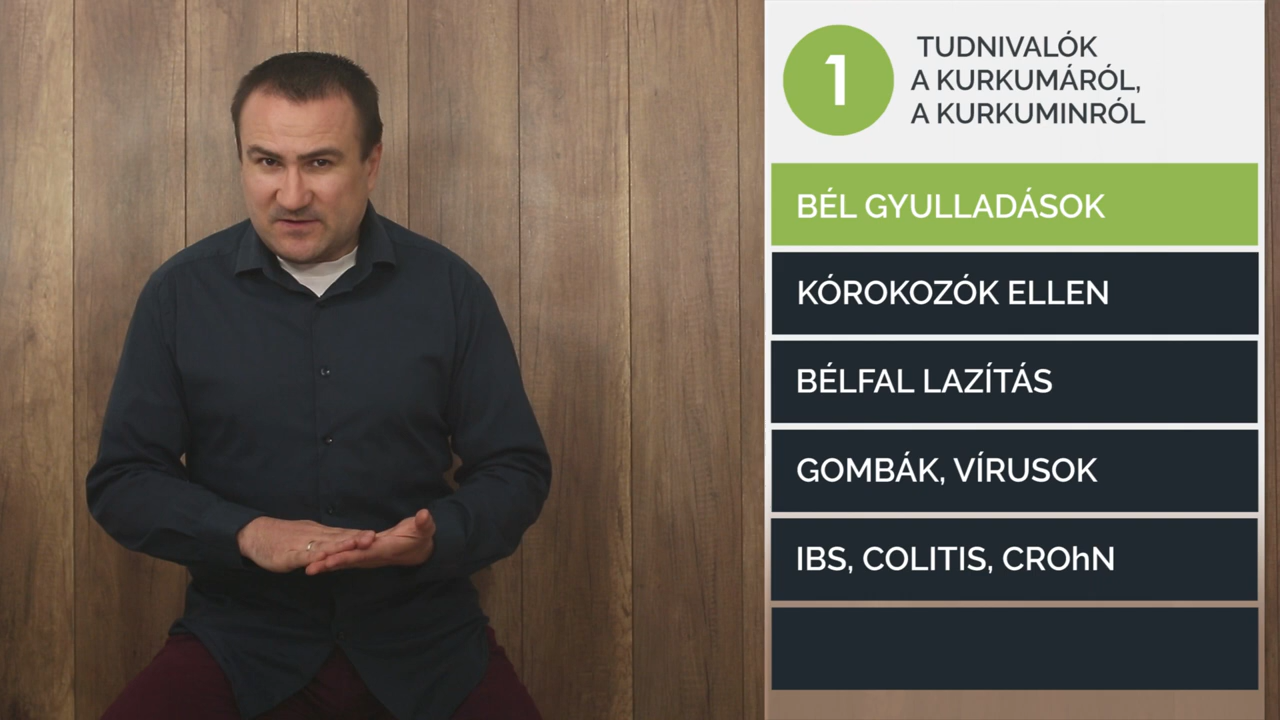 1
TUDNIVALÓK
A KURKUMÁRÓL,
A KURKUMINRÓL
BÉL GYULLADÁSOK
KÓROKOZÓK ELLEN
BÉLFAL LAZÍTÁS
GOMBÁK, VÍRUSOK
IBS, COLITIS, CROhN